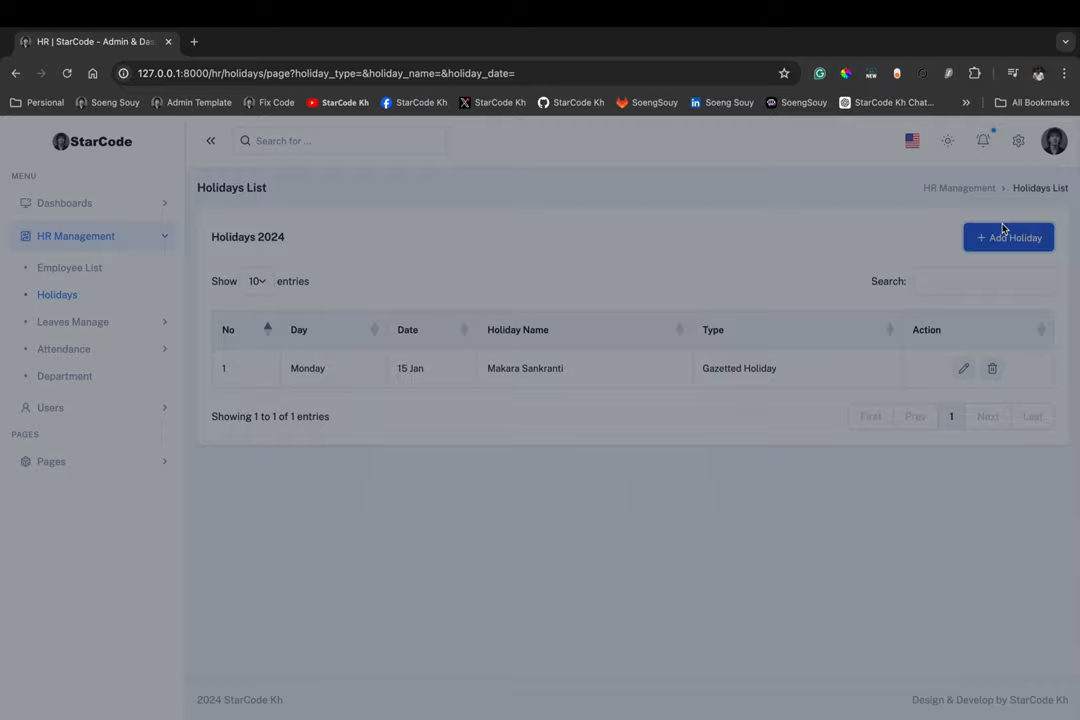 HR | StarCode - Admin & Das
127.0.0.1:8000/hr/holidays/page?holiday_type=&holiday_name=&holiday_date=
Personal Soeng Souy Admin Template Fix Code StarCode Kh StarCode Kh StarCode Kh StarCode Kh SoengSouy Soeng Souy SoengSouy StarCode Kh Chat... » All Bookmarks
StarCode
Search for ...
MENU
Dashboards
HR Management
Employee List
Holidays
Leaves Manage
Attendance
Department
Users
PAGES
Pages
Holidays List
HR Management Holidays List
Holidays 2024
+ Add Holiday
Show 10 entries
Search:
No Day Date Holiday Name Type Action
1 Monday 15 Jan Makara Sankranti Gazetted Holiday
Showing 1 to 1 of 1 entries
First Prev 1 Next Last
2024 StarCode Kh
Design & Develop by StarCode Kh